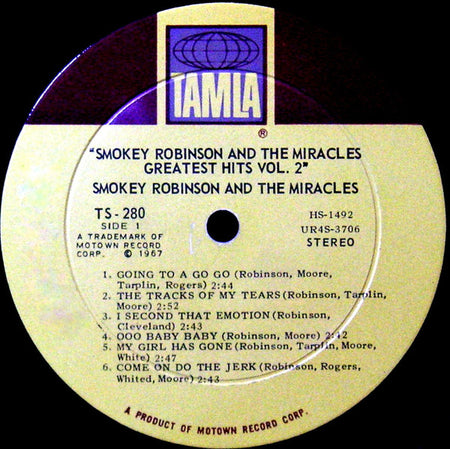 TAMLA
®
"SMOKEY ROBINSON AND THE MIRACLES
GREATEST HITS VOL. 2"
SMOKEY ROBINSON AND THE MIRACLES
TS-280
SIDE 1
A TRADEMARK OF
MOTOWN RECORD
CORP. © 1967
HS-1492
UR4S-3706
STEREO
1. GOING TO A GO GO (Robinson, Moore,
Tarplin, Rogers) 2:44
2. THE TRACKS OF MY TEARS (Robinson, Tarplin,
Moore) 2:52
3. I SECOND THAT EMOTION (Robinson,
Cleveland) 2:43
4. OOO BABY BABY (Robinson, Moore) 2:42
5. MY GIRL HAS GONE (Robinson, Tarplin, Moore,
White) 2:47
6. COME ON DO THE JERK (Robinson, Rogers,
Whited, Moore) 2:43
A PRODUCT OF MOTOWN RECORD CORP.